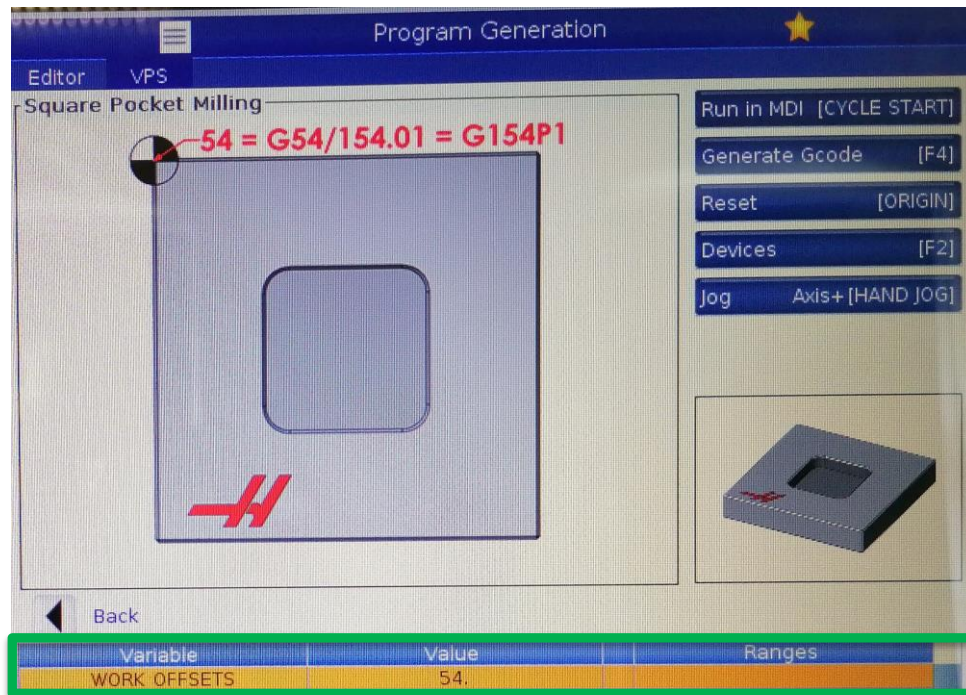 Program Generation
Editor VPS
Square Pocket Milling
54 = G54/154.01 = G154P1
Run in MDI [CYCLE START]
Generate Gcode [F4]
Reset [ORIGIN]
Devices [F2]
Jog Axis+[HAND JOG]
Back
Variable Value Ranges
WORK OFFSETS 54.